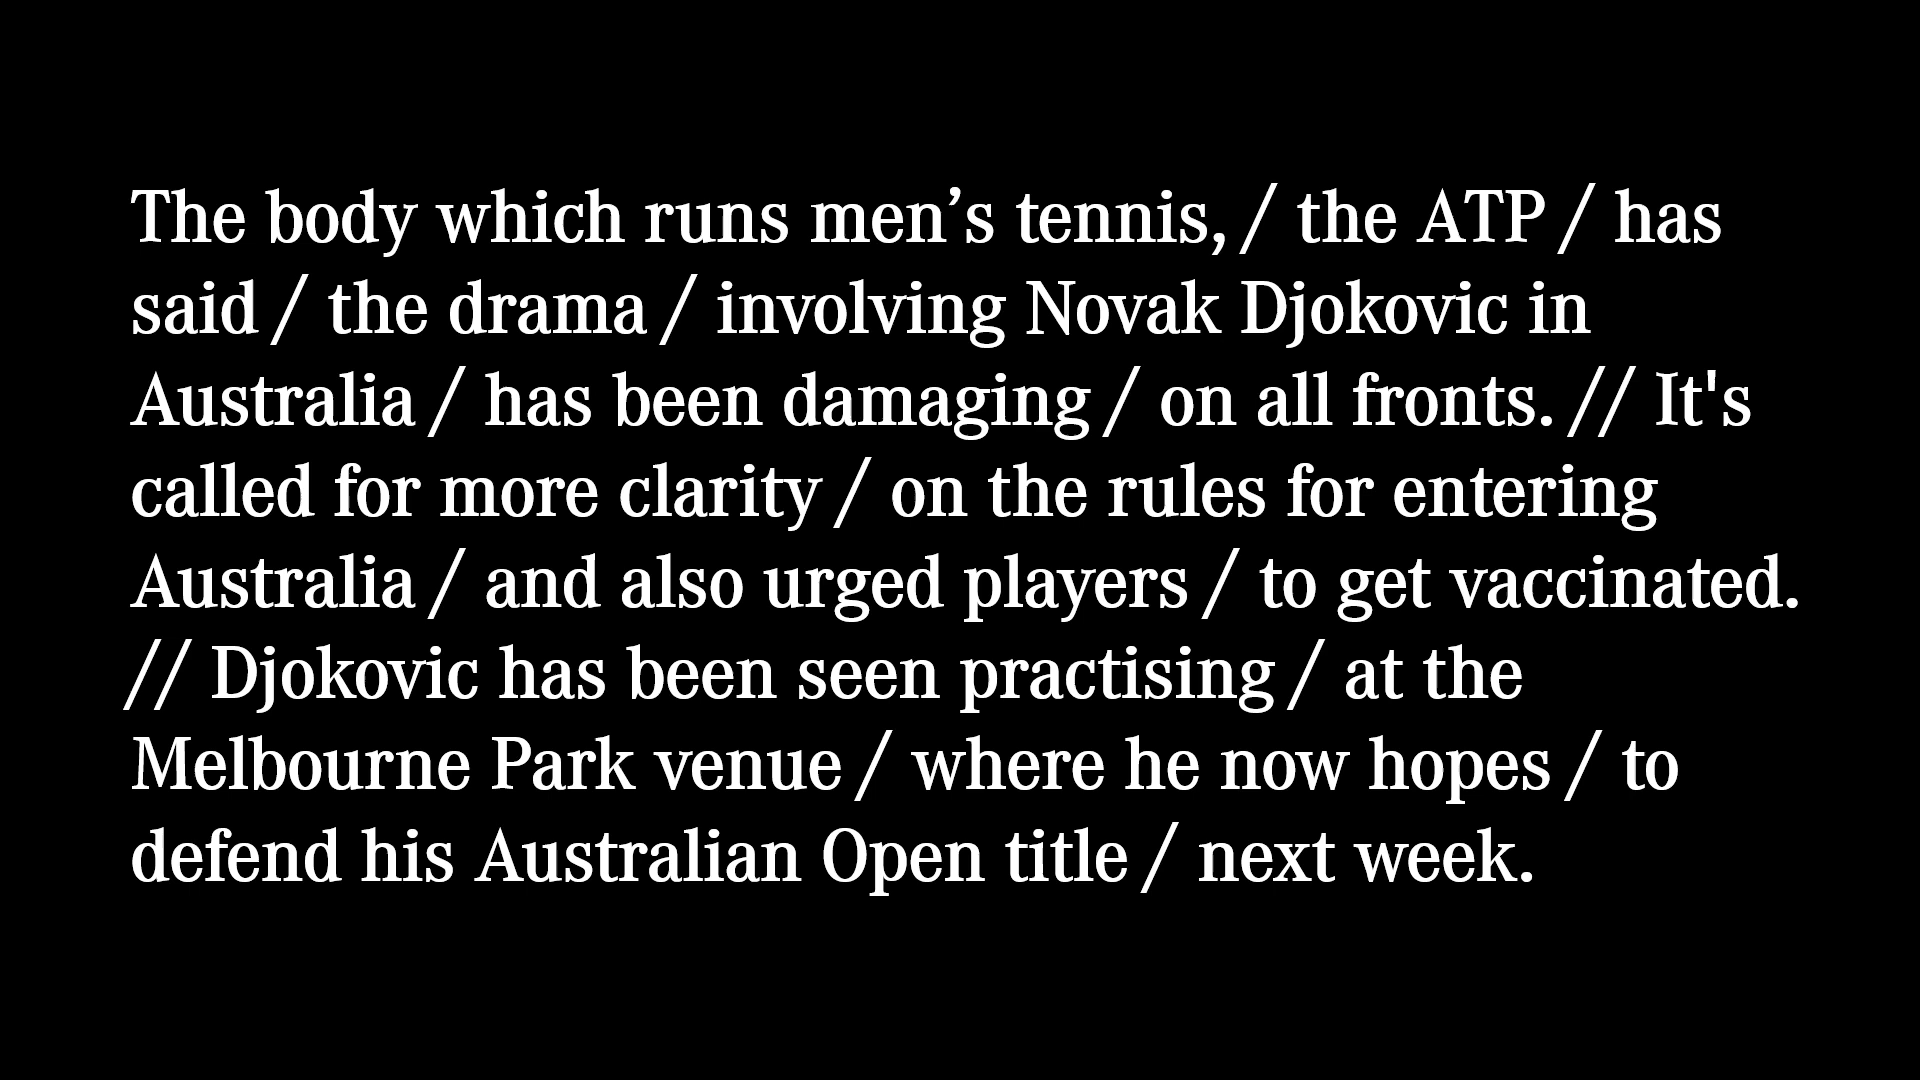 The body which runs men’s tennis, / the ATP / has
said / the drama / involving Novak Djokovic in
Australia / has been damaging / on all fronts. // It's
called for more clarity / on the rules for entering
Australia / and also urged players / to get vaccinated.
// Djokovic has been seen practising / at the
Melbourne Park venue / where he now hopes / to
defend his Australian Open title / next week.